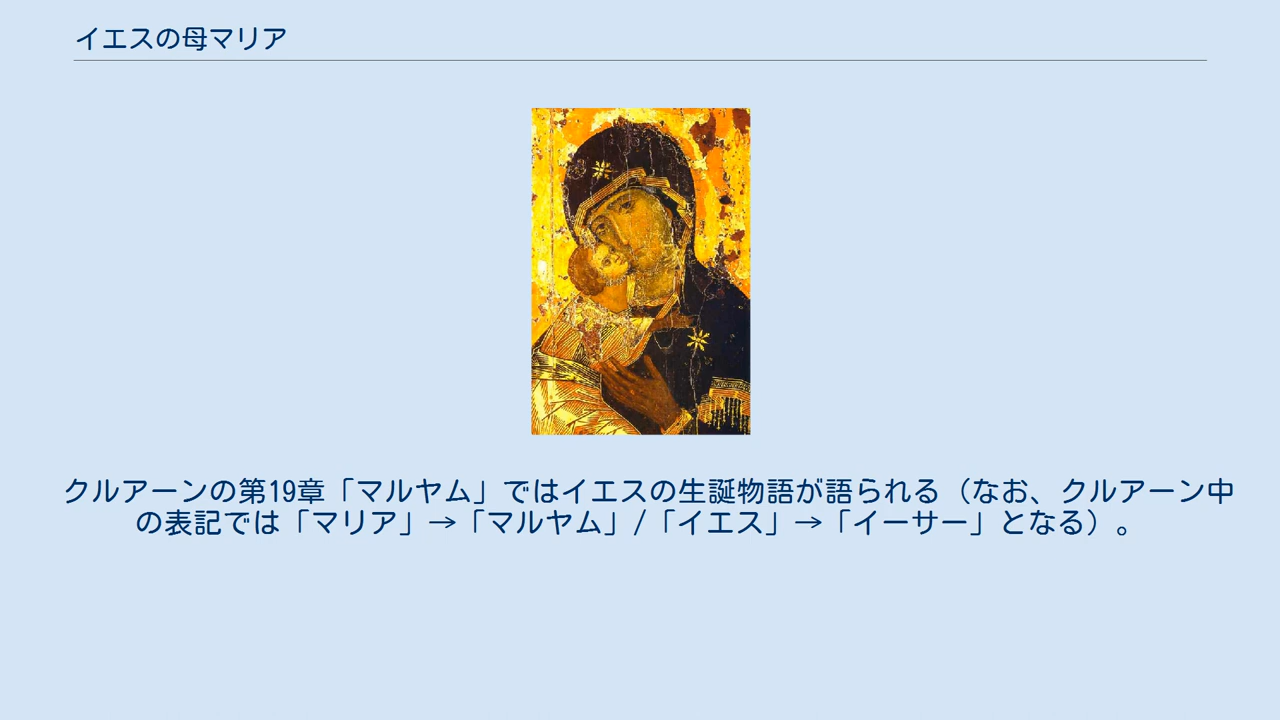 イエスの母マリア
クルアーンの第19章「マルヤム」ではイエスの生誕物語が語られる（なお、クルアーン中
の表記では「マリア」→「マルヤム」/「イエス」→「イーサー」となる）。